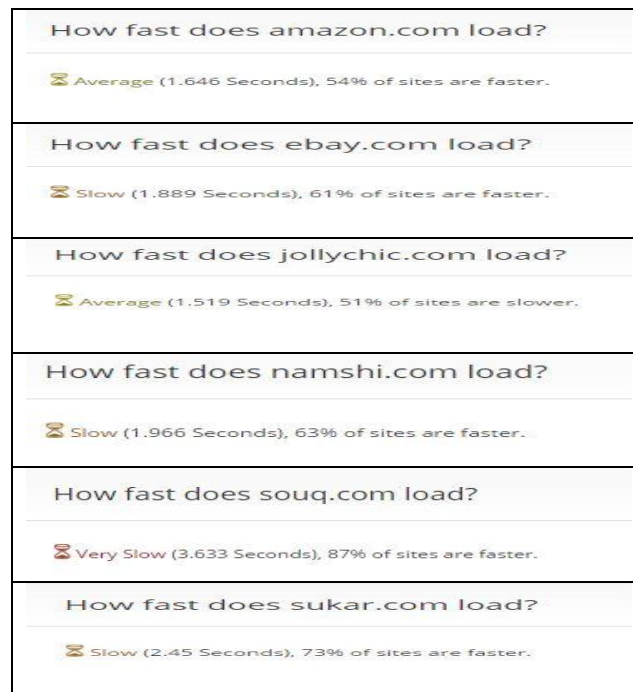 How fast does amazon.com load?
Average (1.646 Seconds), 54% of sites are faster.
How fast does ebay.com load?
Slow (1.889 Seconds), 61% of sites are faster.
How fast does jollychic.com load?
Average (1.519 Seconds), 51% of sites are slower.
How fast does namshi.com load?
Slow (1.966 Seconds), 63% of sites are faster.
How fast does souq.com load?
Very Slow (3.633 Seconds), 87% of sites are faster.
How fast does sukar.com load?
Slow (2.45 Seconds), 73% of sites are faster.